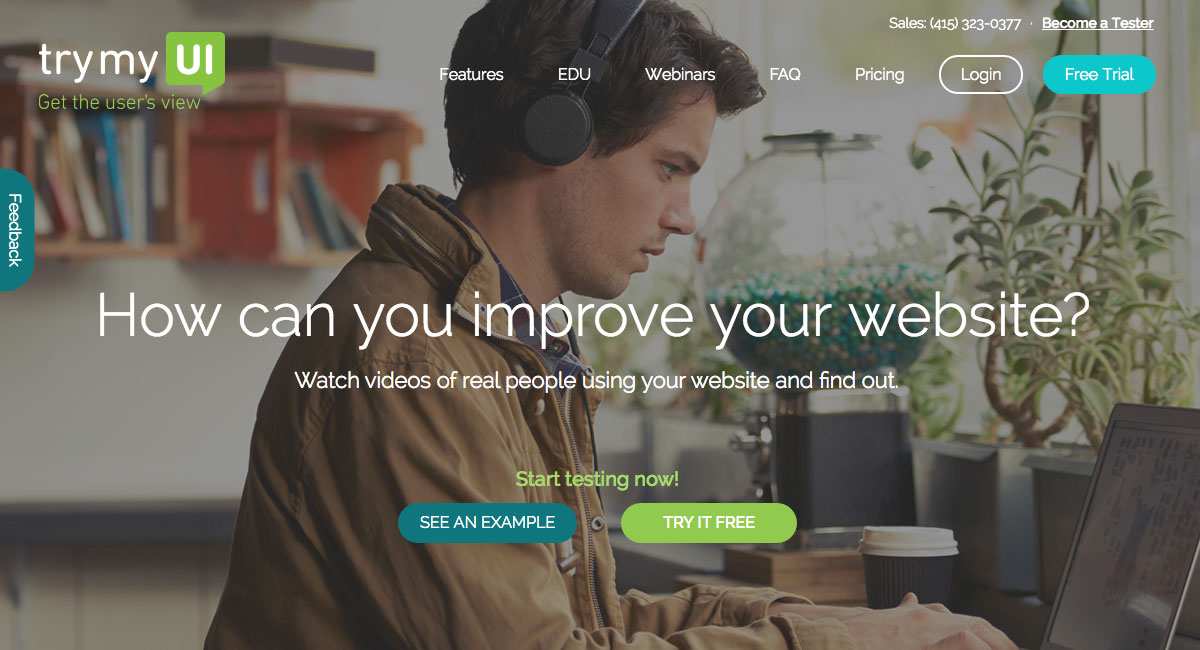 Sales: (415) 323-0377 · Become a Tester
try my UI
Get the user's view
Features EDU Webinars FAQ Pricing Login Free Trial
Feedback
How can you improve your website?
Watch videos of real people using your website and find out.
Start testing now!
SEE AN EXAMPLE TRY IT FREE